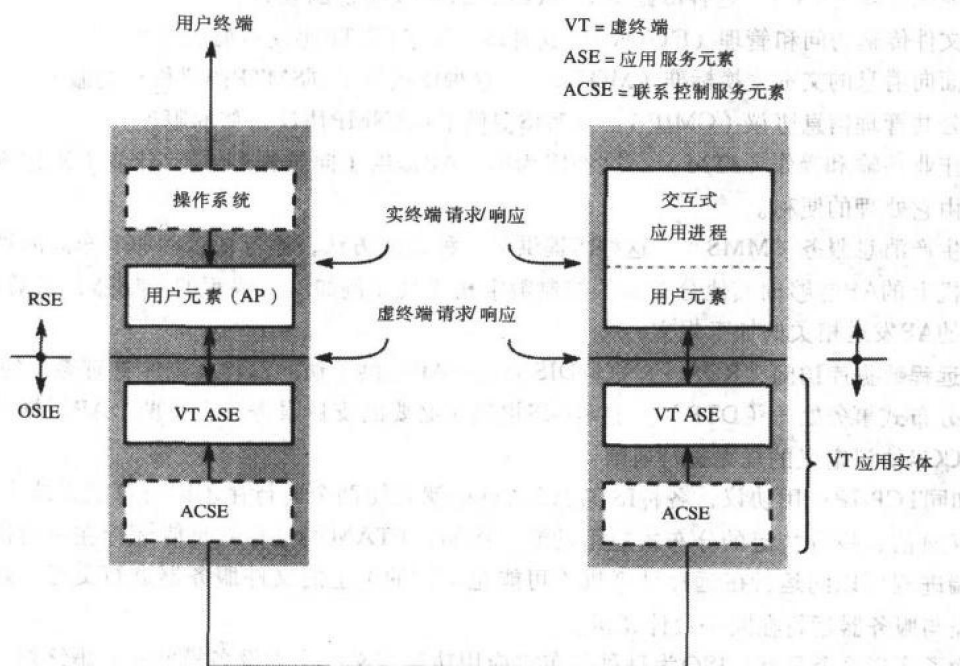 用户终端
VT = 虚终端
ASE = 应用服务元素
ACSE = 联系控制服务元素
操作系统
交互式
应用进程
实终端请求/响应
用户元素（AP）
用户元素
RSE
虚终端请求/响应
OSIE
VT ASE
VT ASE
VT应用实体
ACSE
ACSE